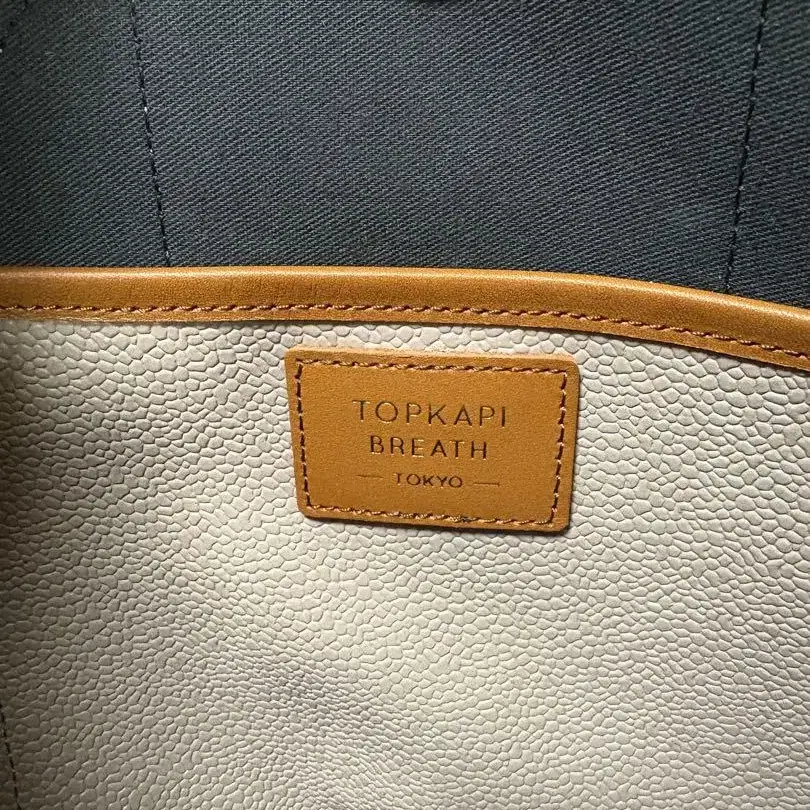 TOPKAPI
BREATH
— TOKYO —